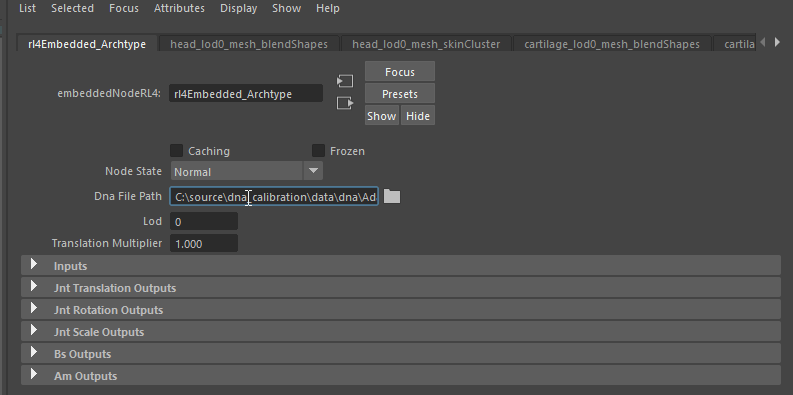 List Selected Focus Attributes Display Show Help
rl4Embedded_Archtype head_lod0_mesh_blendShapes head_lod0_mesh_skinCluster cartilage_lod0_mesh_blendShapes cartila
Focus
embeddedNodeRL4: rl4Embedded_Archtype Presets
Show Hide
Caching Frozen
Node State Normal
Dna File Path C:\source\dna_calibration\data\dna\Ad
Lod 0
Translation Multiplier 1.000
Inputs
Jnt Translation Outputs
Jnt Rotation Outputs
Jnt Scale Outputs
Bs Outputs
Am Outputs